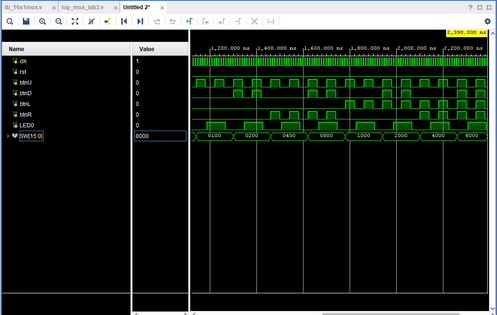 tb_16x1mux.v
top_mux_lab3.v
Untitled 2*
2,390.000 ns
Name
Value
1,200.000 ns
1,400.000 ns
1,600.000 ns
1,800.000 ns
2,000.000 ns
2,200.000 ns
clk
1
rst
0
btnU
0
btnD
0
btnL
0
btnR
0
LED0
0
SW[15:0]
8000
0100
0200
0400
0800
1000
2000
4000
8000